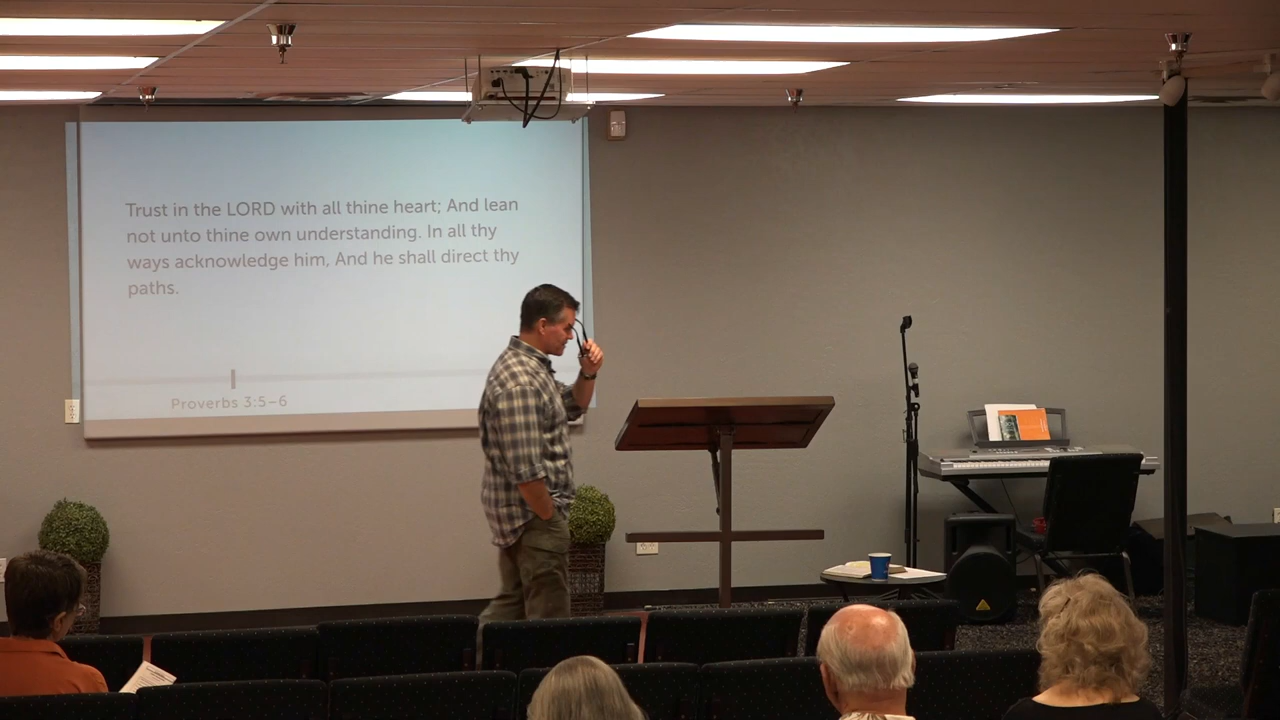 Trust in the LORD with all thine heart; And lean
not unto thine own understanding. In all thy
ways acknowledge him, And he shall direct thy
paths.
Proverbs 3:5–6